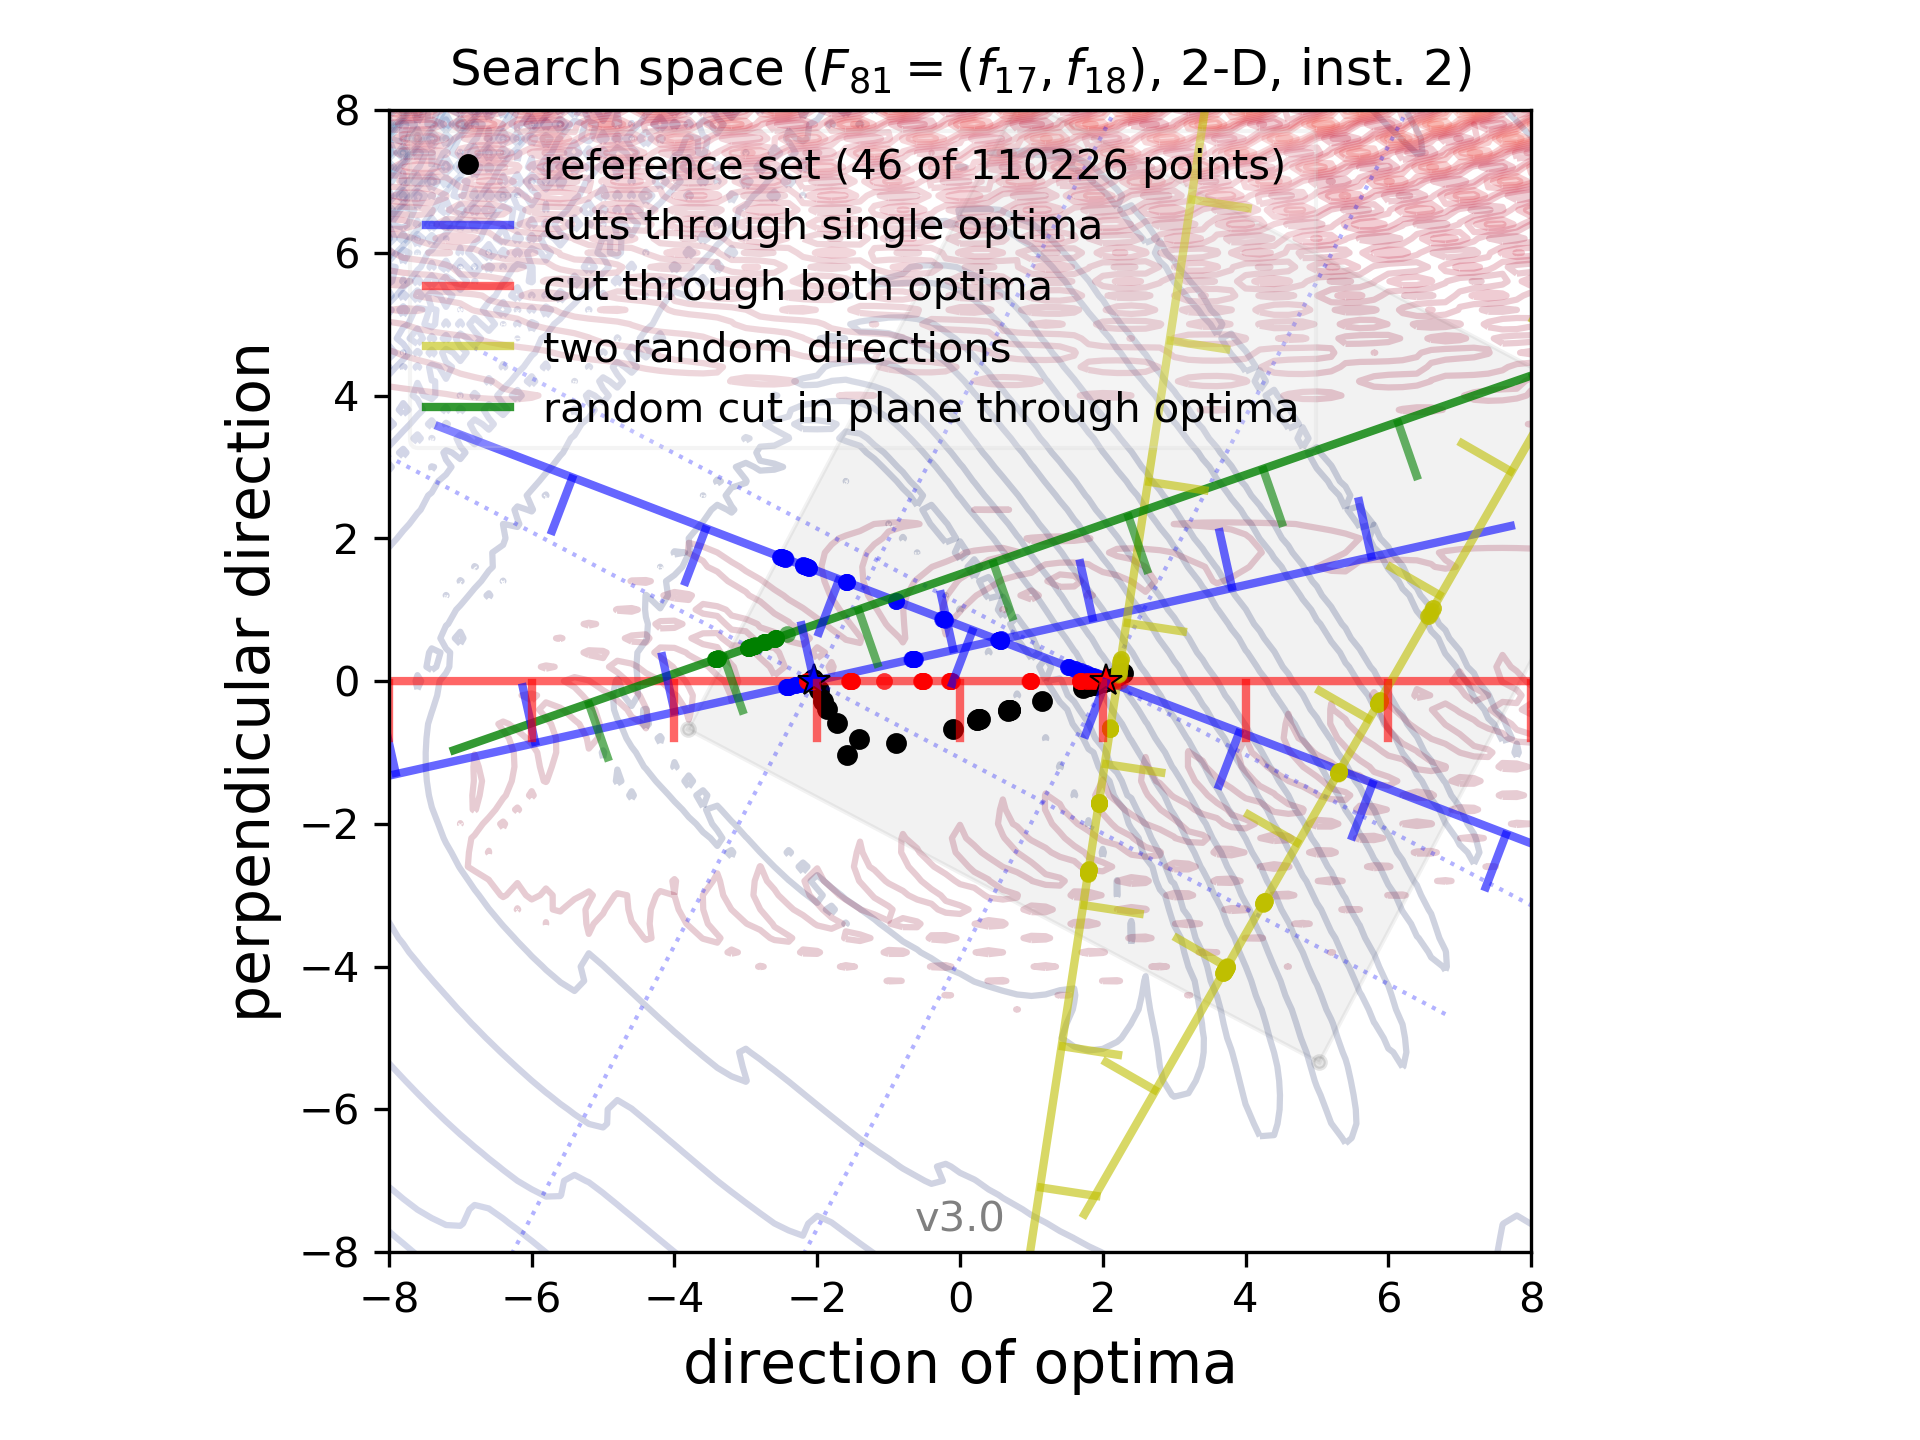 Search space (F81 = (f17, f18), 2-D, inst. 2)
8
reference set (46 of 110226 points)
cuts through single optima
6
cut through both optima
two random directions
4
random cut in plane through optima
perpendicular direction
2
0
−2
−4
−6
v3.0
−8
−8 −6 −4 −2 0 2 4 6 8
direction of optima